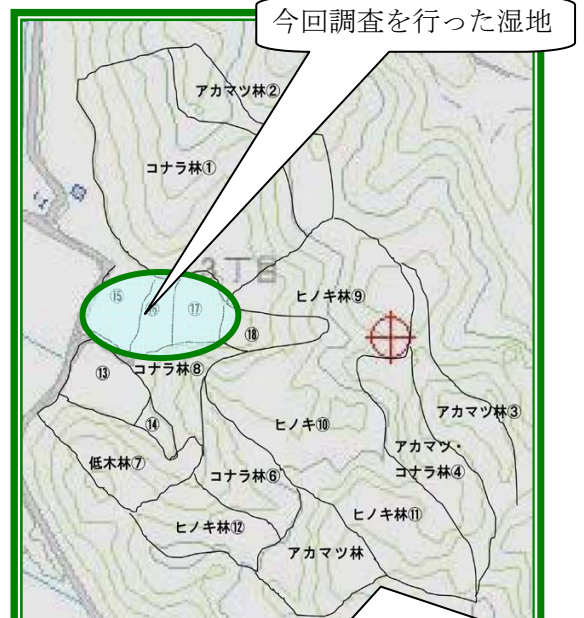 今回調査を行った湿地
アカマツ林②
コナラ林①
3丁目
ヒノキ林⑨
⑮
⑯
⑰
⑱
コナラ林⑧
⑬
⑭
アカマツ林③
ヒノキ⑩
アカマツ・
コナラ林④
低木林⑦
コナラ林⑥
ヒノキ林⑪
ヒノキ林⑫
アカマツ林